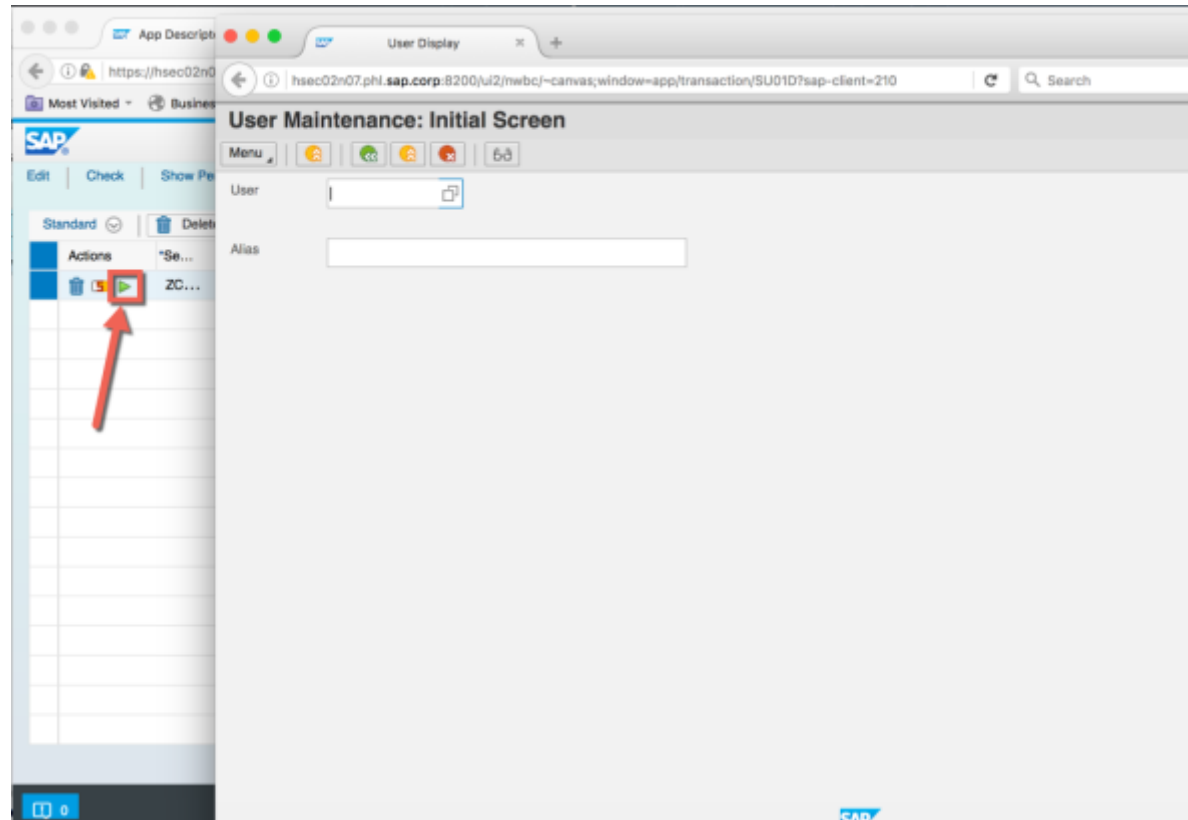 App Descript
https://hsec02n0
Most Visited
Busines
SAP
Edit
Check
Show Pe
Standard
Delet
Actions
*Se...
ZC...
0
User Display
hsec02n07.phl.sap.corp:8200/ui2/nwbc/~canvas;window=app/transaction/SU01D?sap-client=210
Search
User Maintenance: Initial Screen
Menu
User
Alias
SAP